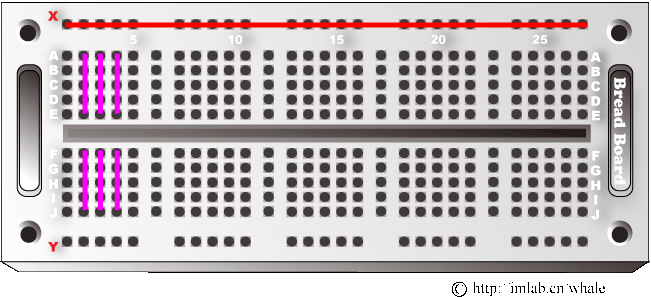 X
5 10 15 20 25
A A
B B
C C
D D
E E
F F
G G
H H
I I
J J
Y
Bread Board
© http://imlab.cn/whale